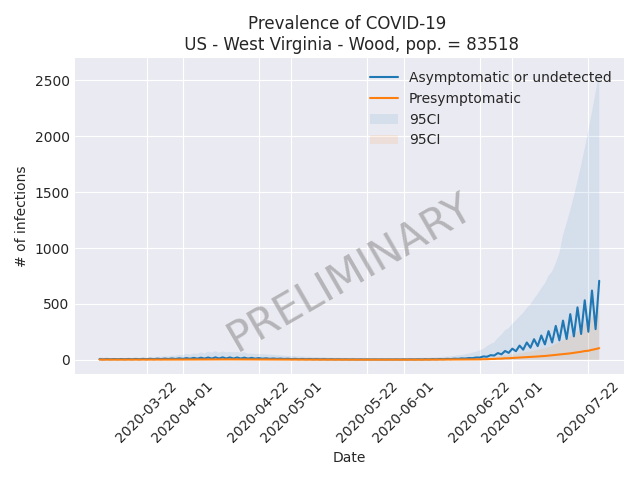 Prevalence of COVID-19
US - West Virginia - Wood, pop. = 83518
Asymptomatic or undetected
Presymptomatic
95CI
95CI
2500
2000
1500
1000
500
0
# of infections
PRELIMINARY
2020-03-22
2020-04-01
2020-04-22
2020-05-01
2020-05-22
2020-06-01
2020-06-22
2020-07-01
2020-07-22
Date